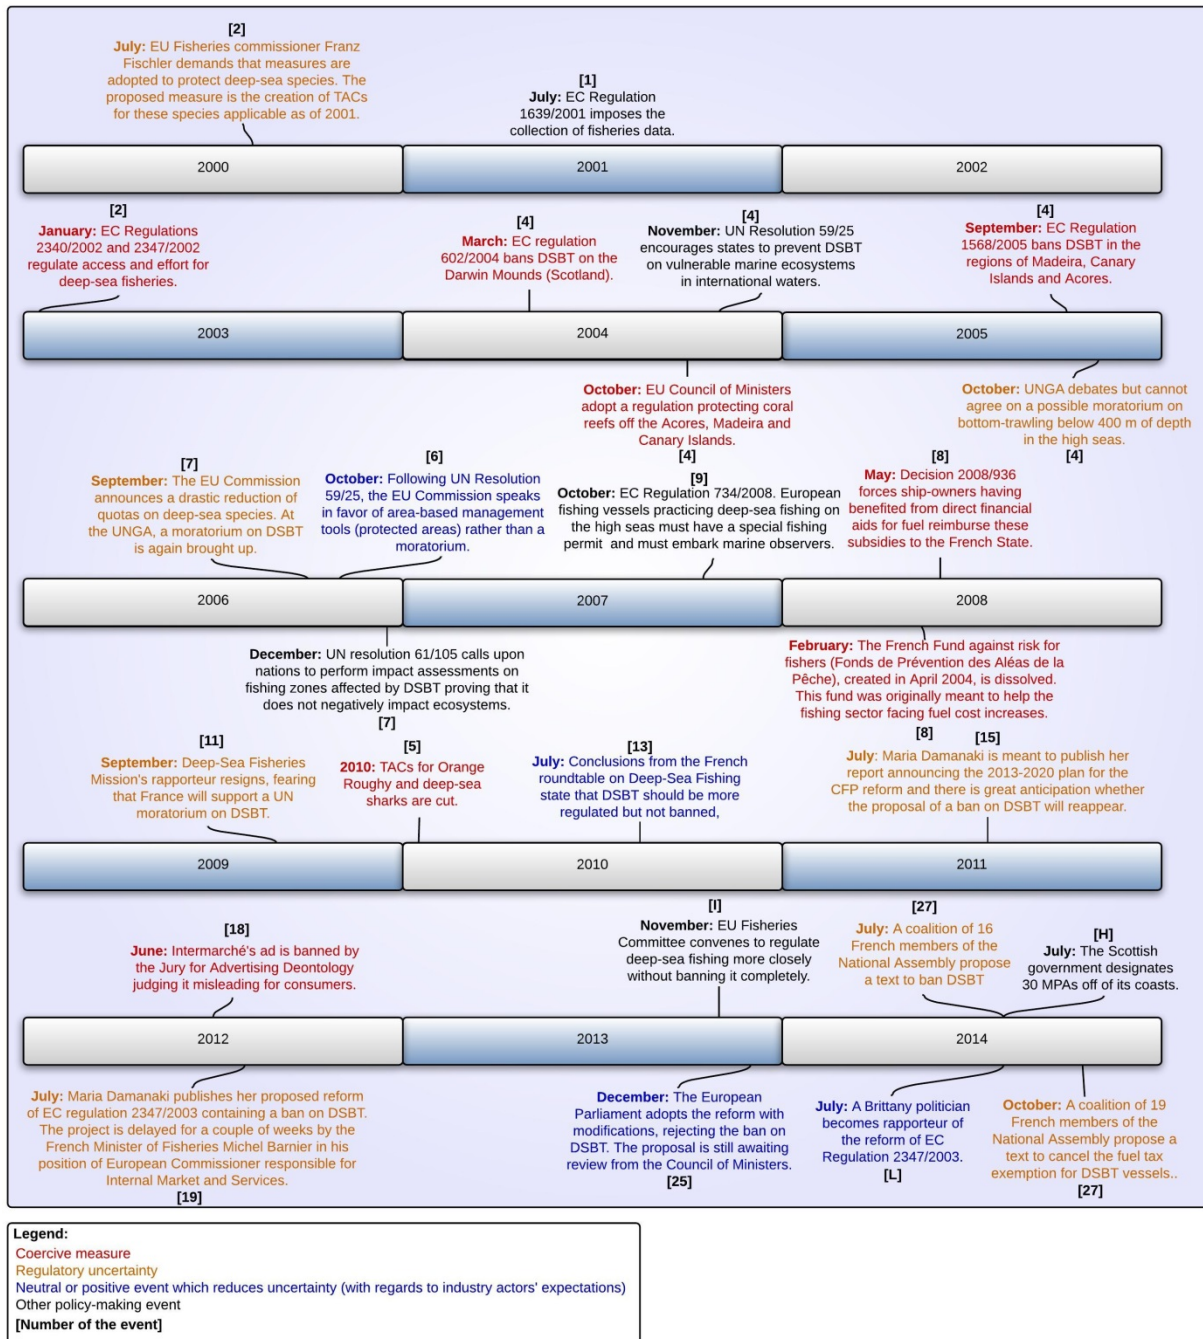 [2]
July: EU Fisheries commissioner Franz
Fischler demands that measures are
adopted to protect deep-sea species. The
proposed measure is the creation of TACs
for these species applicable as of 2001.
[1]
July: EC Regulation
1639/2001 imposes the
collection of fisheries data.
2000
2001
2002
[2]
January: EC Regulations
2340/2002 and 2347/2002
regulate access and effort for
deep-sea fisheries.
[4]
March: EC regulation
602/2004 bans DSBT on the
Darwin Mounds (Scotland).
[4]
November: UN Resolution 59/25
encourages states to prevent DSBT
on vulnerable marine ecosystems
in international waters.
[4]
September: EC Regulation
1568/2005 bans DSBT in the
regions of Madeira, Canary
Islands and Acores.
2003
2004
2005
October: EU Council of Ministers
adopt a regulation protecting coral
reefs off the Acores, Madeira and
Canary Islands.
[4]
October: UNGA debates but cannot
agree on a possible moratorium on
bottom-trawling below 400 m of depth
in the high seas.
[4]
[7]
September: The EU Commission
announces a drastic reduction of
quotas on deep-sea species. At
the UNGA, a moratorium on DSBT
is again brought up.
[6]
October: Following UN Resolution
59/25, the EU Commission speaks
in favor of area-based management
tools (protected areas) rather than a
moratorium.
[9]
October: EC Regulation 734/2008. European
fishing vessels practicing deep-sea fishing on
the high seas must have a special fishing
permit and must embark marine observers.
[8]
May: Decision 2008/936
forces ship-owners having
benefited from direct financial
aids for fuel reimburse these
subsidies to the French State.
2006
2007
2008
December: UN resolution 61/105 calls upon
nations to perform impact assessments on
fishing zones affected by DSBT proving that it
does not negatively impact ecosystems.
[7]
February: The French Fund against risk for
fishers (Fonds de Prévention des Aléas de la
Pêche), created in April 2004, is dissolved.
This fund was originally meant to help the
fishing sector facing fuel cost increases.
[8]
[11]
September: Deep-Sea Fisheries
Mission's rapporteur resigns, fearing
that France will support a UN
moratorium on DSBT.
[5]
2010: TACs for Orange
Roughy and deep-sea
sharks are cut.
[13]
July: Conclusions from the French
roundtable on Deep-Sea Fishing
state that DSBT should be more
regulated but not banned,
[15]
July: Maria Damanaki is meant to publish her
report announcing the 2013-2020 plan for the
CFP reform and there is great anticipation whether
the proposal of a ban on DSBT will reappear.
2009
2010
2011
[18]
June: Intermarché's ad is banned by
the Jury for Advertising Deontology
judging it misleading for consumers.
[I]
November: EU Fisheries
Committee convenes to regulate
deep-sea fishing more closely
without banning it completely.
[27]
July: A coalition of 16
French members of the
National Assembly propose
a text to ban DSBT
[H]
July: The Scottish
government designates
30 MPAs off of its coasts.
2012
2013
2014
July: Maria Damanaki publishes her proposed reform
of EC regulation 2347/2003 containing a ban on DSBT.
The project is delayed for a couple of weeks by the
French Minister of Fisheries Michel Barnier in his
position of European Commissioner responsible for
Internal Market and Services.
[19]
December: The European
Parliament adopts the reform with
modifications, rejecting the ban on
DSBT. The proposal is still awaiting
review from the Council of Ministers.
[25]
July: A Brittany politician
becomes rapporteur of
the reform of EC
Regulation 2347/2003.
[L]
October: A coalition of 19
French members of the
National Assembly propose a
text to cancel the fuel tax
exemption for DSBT vessels..
[27]
Legend:
Coercive measure
Regulatory uncertainty
Neutral or positive event which reduces uncertainty (with regards to industry actors' expectations)
Other policy-making event
[Number of the event]